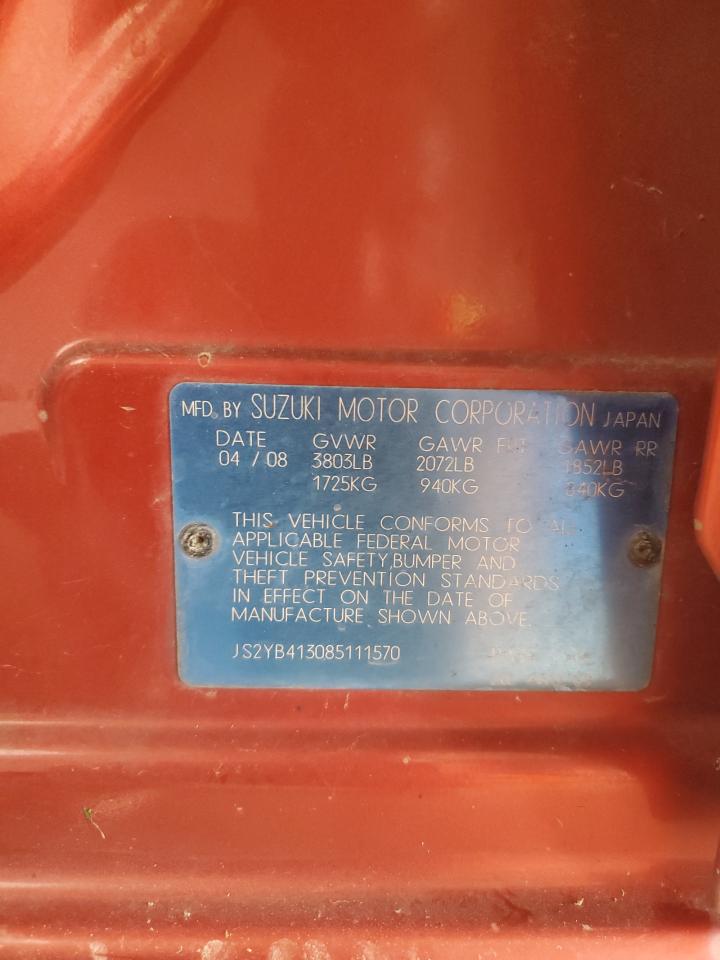 MFD. BY SUZUKI MOTOR CORPORATION JAPAN
DATE GVWR GAWR FRT GAWR RR
04 / 08 3803LB 2072LB 1852LB
1725KG 940KG 840KG
THIS VEHICLE CONFORMS TO ALL
APPLICABLE FEDERAL MOTOR
VEHICLE SAFETY,BUMPER AND
THEFT PREVENTION STANDARDS
IN EFFECT ON THE DATE OF
MANUFACTURE SHOWN ABOVE.
JS2YB413085111570